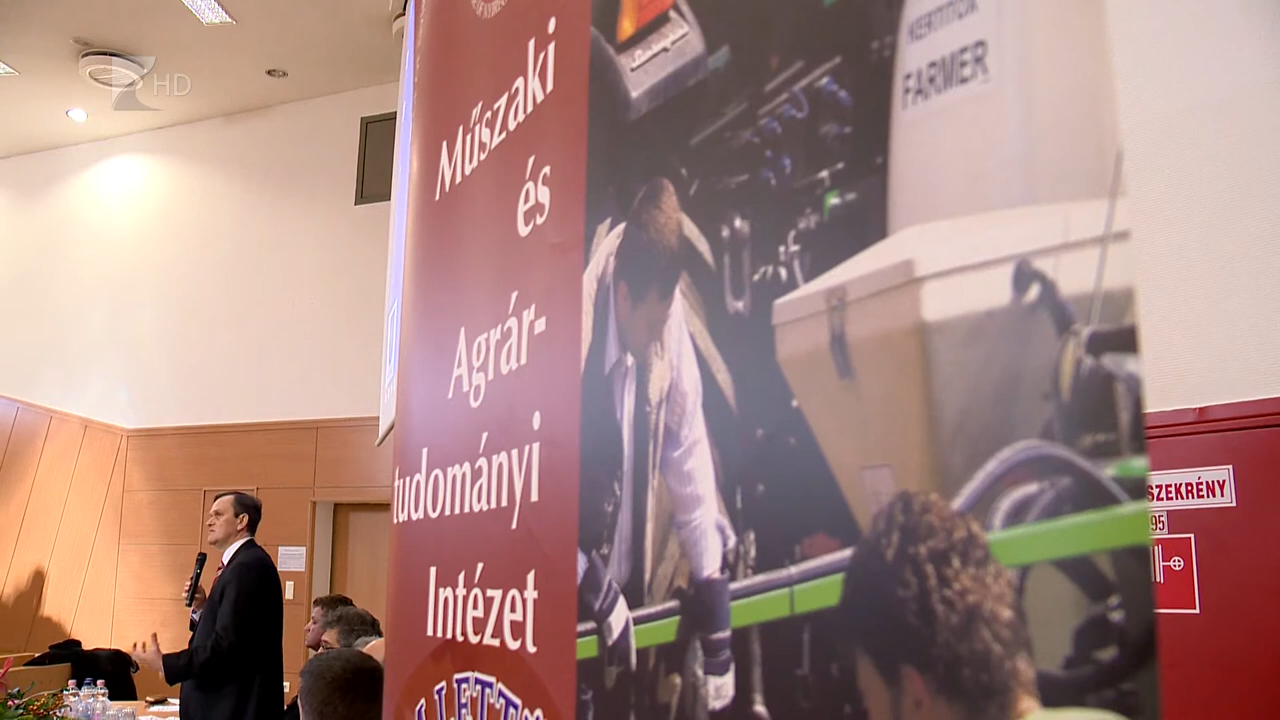 HD
Műszaki
és
Agrár-
tudományi
Intézet
FARMER
SZEKRÉNY
95